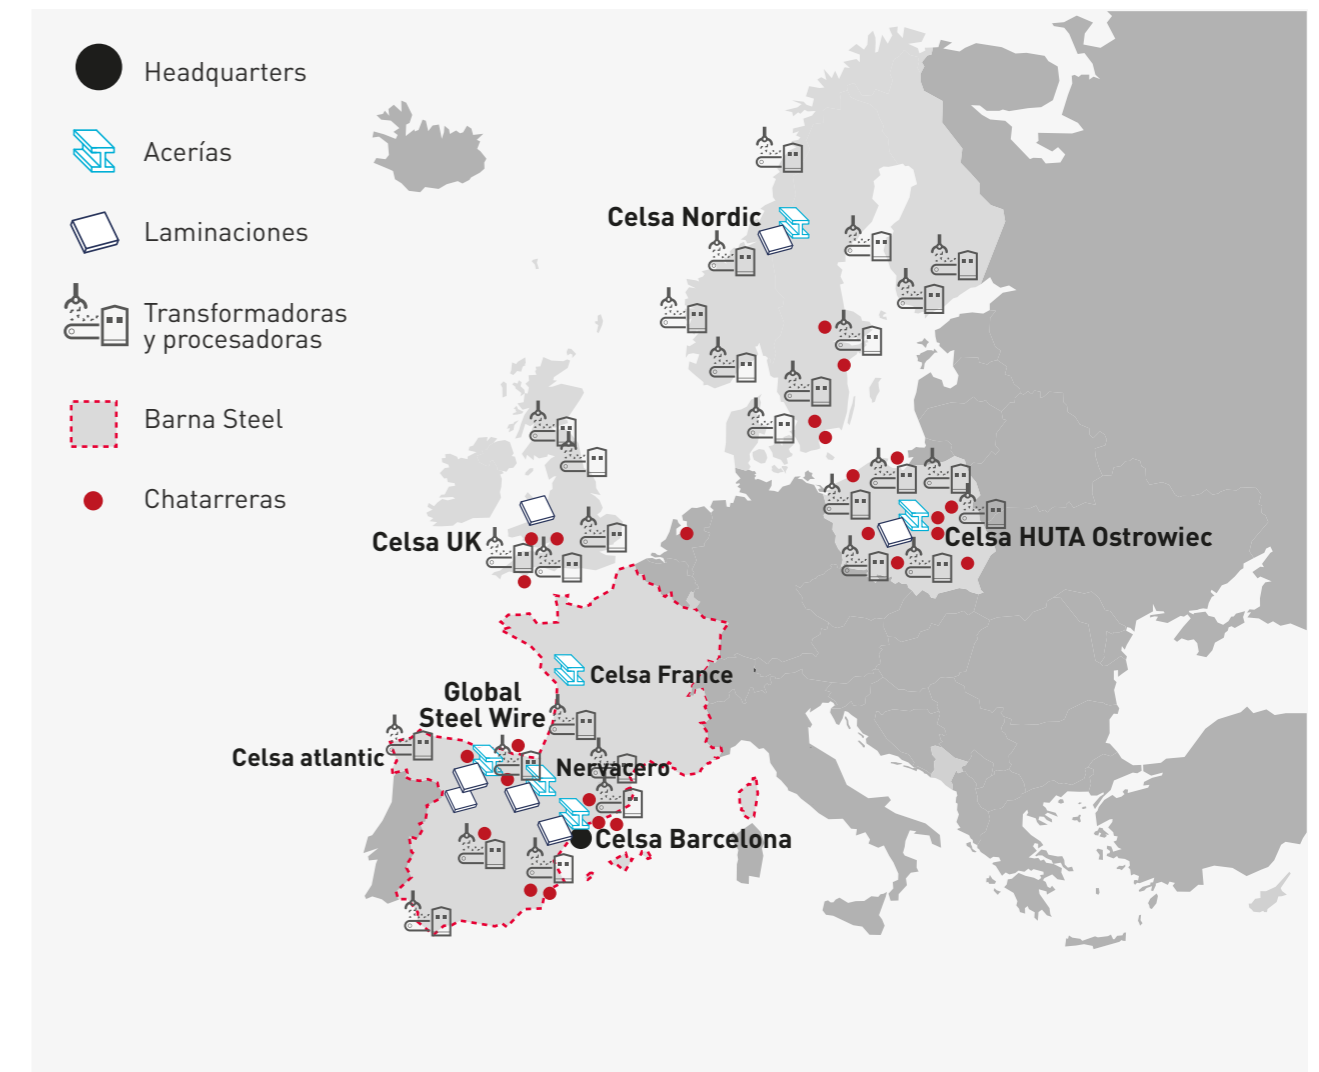 Headquarters
Acerías
Laminaciones
Transformadoras
y procesadoras
Barna Steel
Chatarreras
Celsa Nordic
Celsa UK
Celsa HUTA Ostrowiec
Celsa France
Global
Steel Wire
Celsa atlantic
Nervacero
Celsa Barcelona